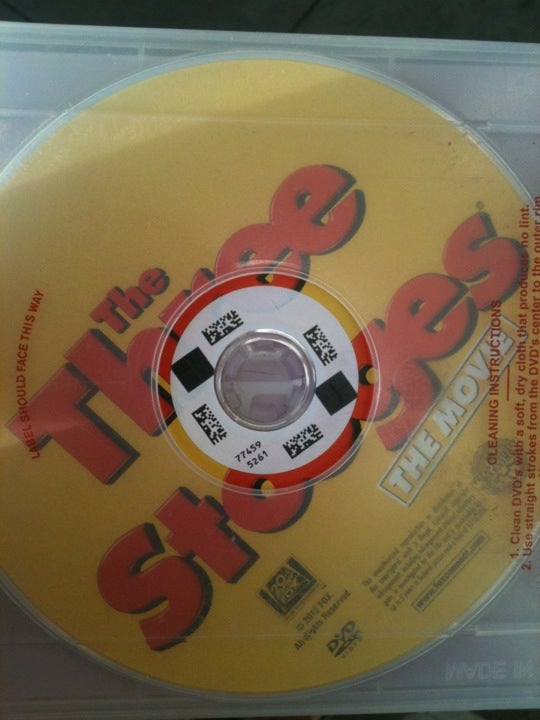 The
Three
Stooges
THE MOVIE
LABEL SHOULD FACE THIS WAY
77459
5261
CLEANING INSTRUCTIONS
1. Clean DVD's with a soft, dry cloth that produces no lint.
2. Use straight strokes from the DVD's center to the outer rim
© 2012 FOX
All Rights Reserved
DVD
VIDEO
MADE IN